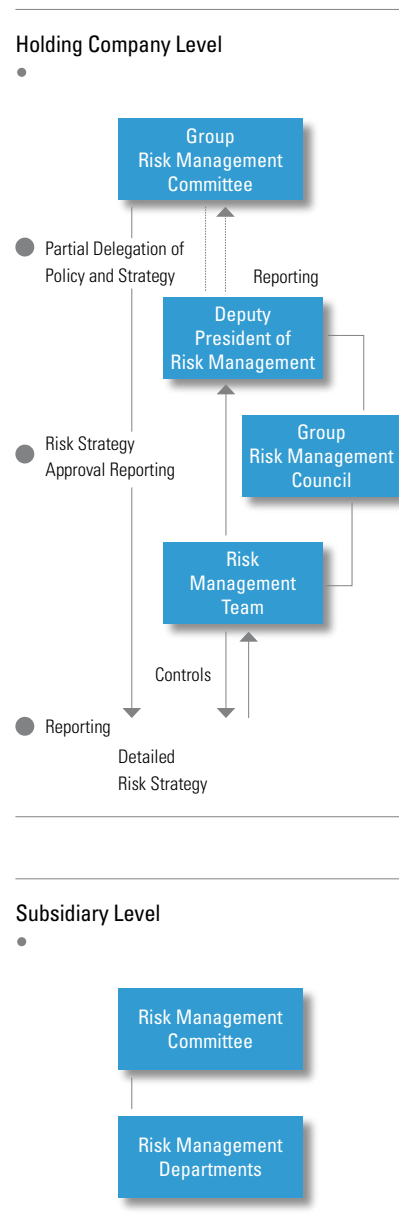 Holding Company Level
Group
Risk Management
Committee
Partial Delegation of
Policy and Strategy
Reporting
Deputy
President of
Risk Management
Group
Risk Management
Council
Risk Strategy
Approval Reporting
Risk
Management
Team
Controls
Reporting
Detailed
Risk Strategy
Subsidiary Level
Risk Management
Committee
Risk Management
Departments